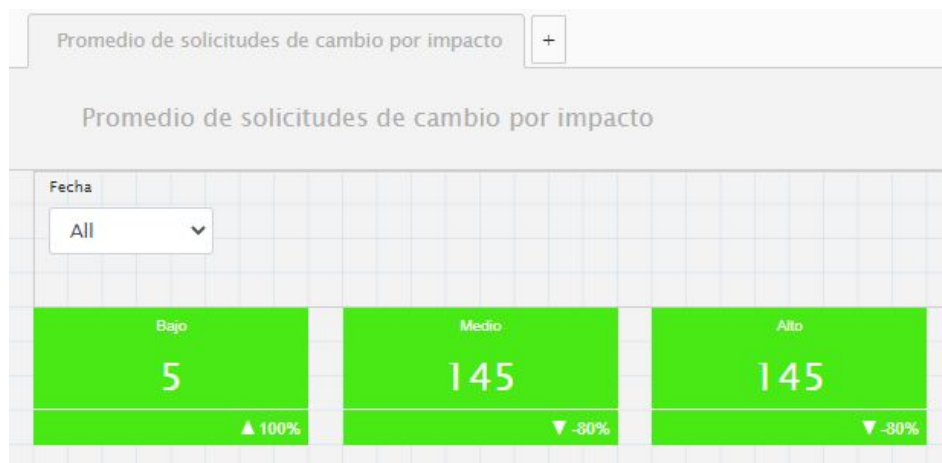 Promedio de solicitudes de cambio por impacto +
Promedio de solicitudes de cambio por impacto
Fecha
All
Bajo Medio Alto
5 145 145
▲ 100% ▼ -80% ▼ -80%